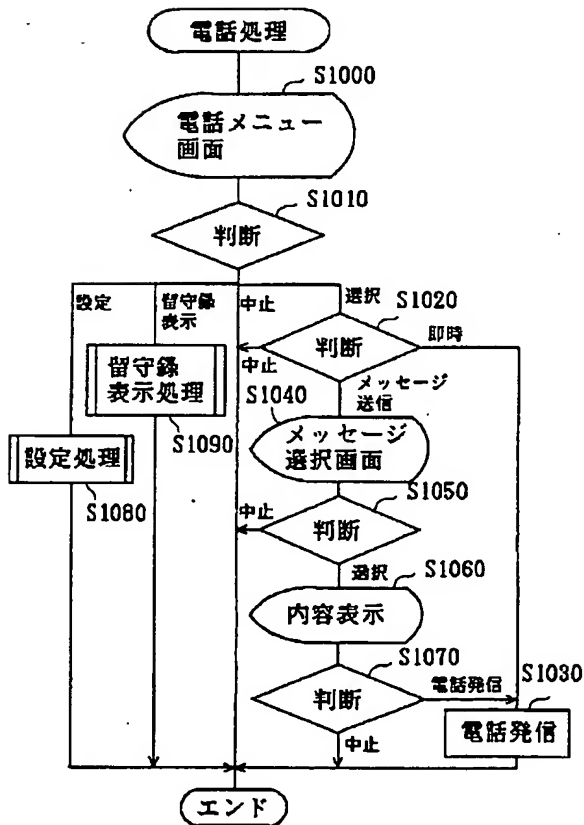 電話処理
S1000
電話メニュー
画面
S1010
判断
設定
留守録
表示
中止
選択
S1020
判断
即時
中止
留守録
表示処理
S1090
メッセージ
送信
S1040
メッセージ
選択画面
設定処理
S1080
S1050
中止
判断
選択
S1060
内容表示
S1070
判断
電話発信
S1030
電話発信
中止
エンド